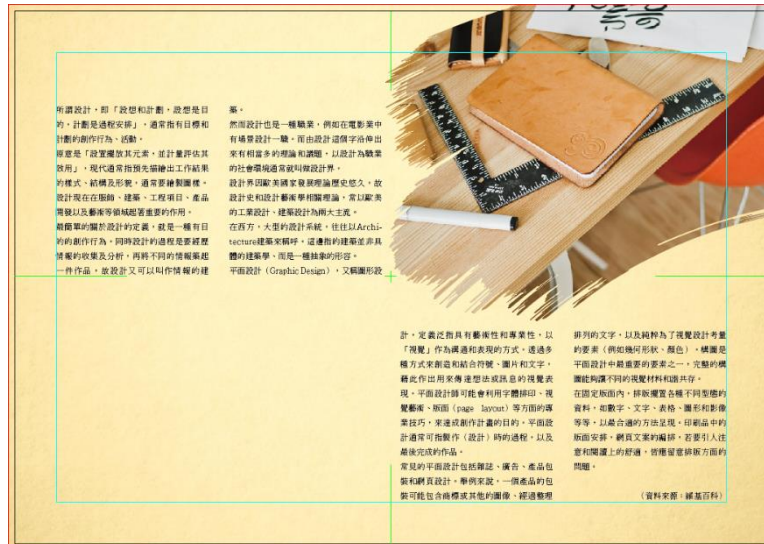 所謂設計，即「設想和計劃，設想是目
的，計劃是過程安排」，通常指有目標和
計劃的創作行為、活動。
原意是「設置擺放其元素，並計量評估其
效用」，現代通常指預先描繪出工作結果
的樣式、結構及形貌，通常要繪製圖樣。
設計現在在服飾、建築、工程項目、產品
開發以及藝術等領域起著重要的作用。
最簡單的關於設計的定義，就是一種有目
的的創作行為。同時設計的過程是要經歷
情報的收集及分析，再將不同的情報築起
一件作品，故設計又可以叫作情報的建
築。
然而設計也是一種職業，例如在電影業中
有場景設計一職。而由設計這個字沿伸出
來有相當多的理論和議題，以設計為職業
的社會環境通常就叫做設計界。
設計界因歐美國家發展理論歷史悠久，故
設計史和設計藝術學相關理論，常以歐美
的工業設計、建築設計為兩大主流。
在西方，大型的設計系統，往往以Archi-
tecture建築來稱呼，這邊指的建築並非具
體的建築學，而是一種抽象的形容。
平面設計（Graphic Design），又稱圖形設
計，定義泛指具有藝術性和專業性，以
「視覺」作為溝通和表現的方式。透過多
種方式來創造和結合符號、圖片和文字，
藉此作出用來傳達想法或訊息的視覺表
現。平面設計師可能會利用字體排印、視
覺藝術、版面（page layout）等方面的專
業技巧，來達成創作計畫的目的。平面設
計通常可指製作（設計）時的過程，以及
最後完成的作品。
常見的平面設計包括雜誌、廣告、產品包
裝和網頁設計。舉例來說，一個產品的包
裝可能包含商標或其他的圖像、經過整理
排列的文字，以及純粹為了視覺設計考量
的要素（例如幾何形狀、顏色）。構圖是
平面設計中最重要的要素之一，完整的構
圖能夠讓不同的視覺材料和諧共存。
在固定版面內，排版擺置各種不同型態的
資料，如數字、文字、表格、圖形和影像
等等，以最合適的方法呈現。印刷品中的
版面安排，網頁文案的編排，若要引人注
意和閱讀上的舒適，皆應留意排版方面的
問題。
（資料來源：維基百科）